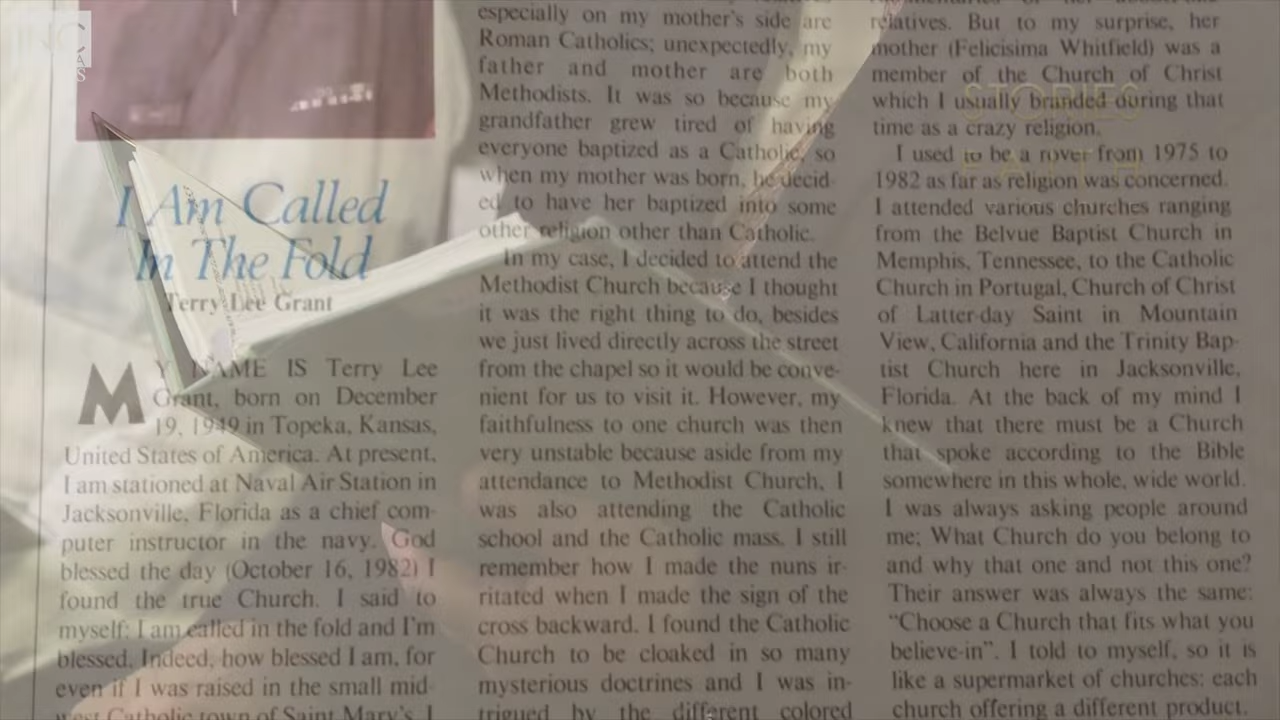 INC
STORIES
I Am Called
In The Fold
Terry Lee Grant
MY NAME IS Terry Lee
Grant, born on December
19, 1949 in Topeka, Kansas,
United States of America. At present,
I am stationed at Naval Air Station in
Jacksonville, Florida as a chief com-
puter instructor in the navy. God
blessed the day (October 16, 1982) I
found the true Church. I said to
myself: I am called in the fold and I'm
blessed. Indeed, how blessed I am, for
even if I was raised in the small mid-
west Catholic town of Saint Mary's, I
especially on my mother's side are
Roman Catholics; unexpectedly, my
father and mother are both
Methodists. It was so because my
grandfather grew tired of having
everyone baptized as a Catholic, so
when my mother was born, he decid-
ed to have her baptized into some
other religion other than Catholic.
In my case, I decided to attend the
Methodist Church because I thought
it was the right thing to do, besides
we just lived directly across the street
from the chapel so it would be conve-
nient for us to visit it. However, my
faithfulness to one church was then
very unstable because aside from my
attendance to Methodist Church, I
was also attending the Catholic
school and the Catholic mass. I still
remember how I made the nuns ir-
ritated when I made the sign of the
cross backward. I found the Catholic
Church to be cloaked in so many
mysterious doctrines and I was in-
trigued by the different colored
relatives. But to my surprise, her
mother (Felicisima Whitfield) was a
member of the Church of Christ
which I usually branded during that
time as a crazy religion.
I used to be a rover from 1975 to
1982 as far as religion was concerned.
I attended various churches ranging
from the Belvue Baptist Church in
Memphis, Tennessee, to the Catholic
Church in Portugal, Church of Christ
of Latter-day Saint in Mountain
View, California and the Trinity Bap-
tist Church here in Jacksonville,
Florida. At the back of my mind I
knew that there must be a Church
that spoke according to the Bible
somewhere in this whole, wide world.
I was always asking people around
me; What Church do you belong to
and why that one and not this one?
Their answer was always the same:
"Choose a Church that fits what you
believe-in". I told to myself, so it is
like a supermarket of churches: each
church offering a different product.